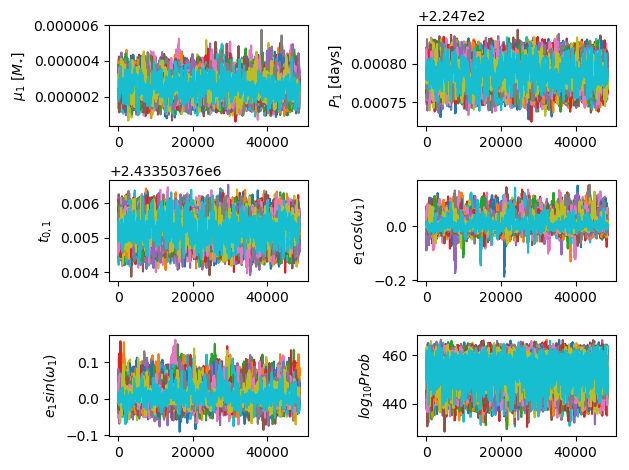 0.000006
0.000004
0.000002
μ₁ [M⋆]
0 20000 40000
+2.247e2
0.00080
0.00075
P₁ [days]
0 20000 40000
+2.43350376e6
0.006
0.005
0.004
t₀,₁
0 20000 40000
0.0
−0.2
e₁cos(ω₁)
0 20000 40000
0.1
0.0
−0.1
e₁sin(ω₁)
0 20000 40000
460
440
log₁₀Prob
0 20000 40000